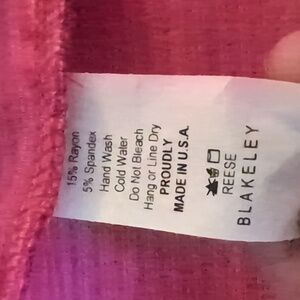 15% Rayon
5% Spandex
Hand Wash
Cold Water
Do Not Bleach
Hang or Line Dry
PROUDLY
MADE IN U.S.A.
REESE
BLAKELEY